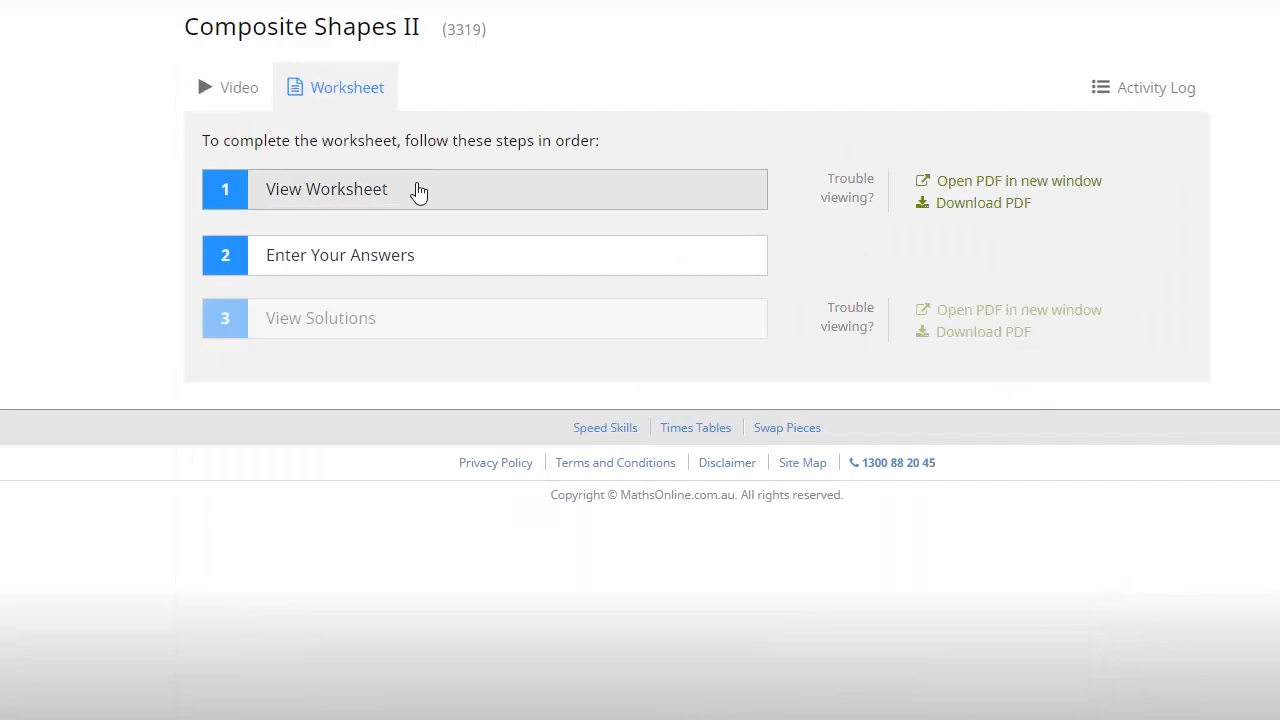 Composite Shapes II (3319)
Video Worksheet Activity Log
To complete the worksheet, follow these steps in order:
1 View Worksheet
Trouble viewing?
Open PDF in new window
Download PDF
2 Enter Your Answers
3 View Solutions
Trouble viewing?
Open PDF in new window
Download PDF
Speed Skills Times Tables Swap Pieces
Privacy Policy Terms and Conditions Disclaimer Site Map 1300 88 20 45
Copyright © MathsOnline.com.au. All rights reserved.